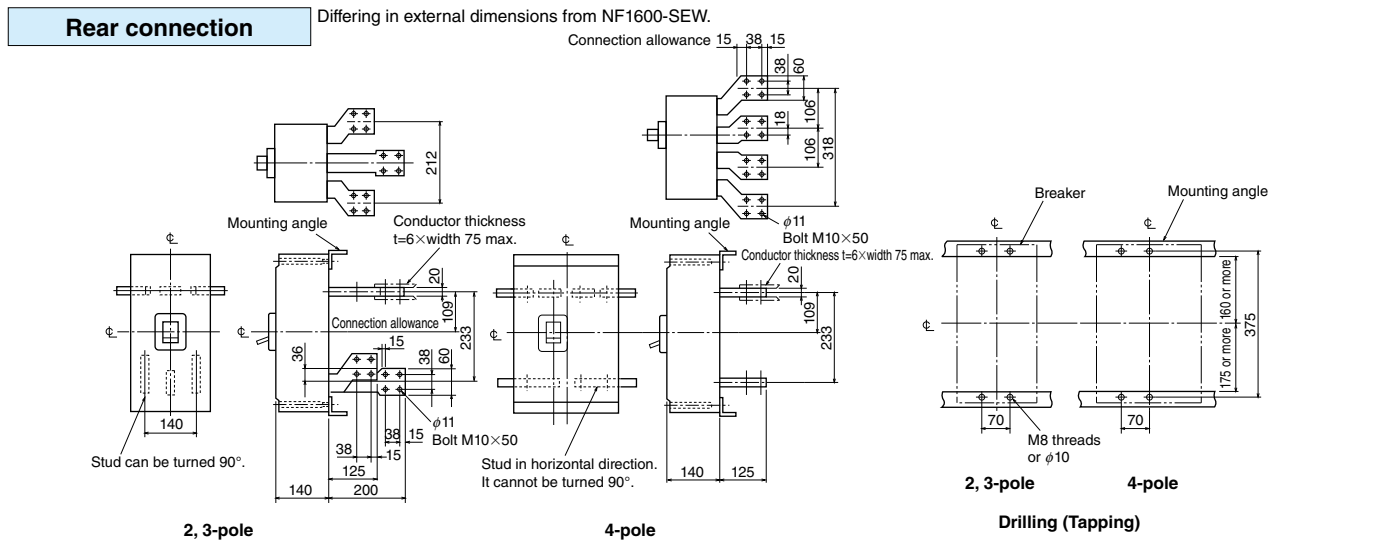 Rear connection
Differing in external dimensions from NF1600-SEW.
Connection allowance 15 38 15
38
60
106
18
106
318
212
Mounting angle
Conductor thickness
t=6×width 75 max.
℄
℄
℄
20
109
Connection allowance
233
36
15
38
60
140
φ11
Bolt M10×50
38 15
38
15
125
140 200
Stud can be turned 90°.
2, 3-pole
φ11
Bolt M10×50
Mounting angle
Conductor thickness t=6×width 75 max.
℄
℄
20
109
233
Stud in horizontal direction.
It cannot be turned 90°.
140 125
4-pole
Breaker
Mounting angle
℄
℄
℄
160 or more
175 or more
375
70
70
M8 threads
or φ10
2, 3-pole
4-pole
Drilling (Tapping)